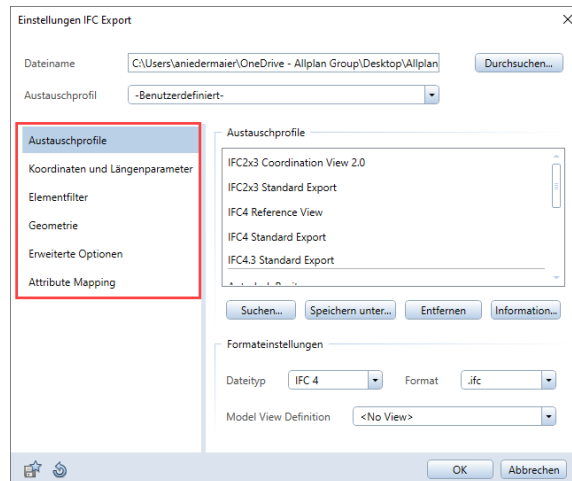 Einstellungen IFC Export
Dateiname
C:\Users\aniedermaier\OneDrive - Allplan Group\Desktop\Allplan
Durchsuchen...
Austauschprofil
-Benutzerdefiniert-
Austauschprofile
Koordinaten und Längenparameter
Elementfilter
Geometrie
Erweiterte Optionen
Attribute Mapping
Austauschprofile
IFC2x3 Coordination View 2.0
IFC2x3 Standard Export
IFC4 Reference View
IFC4 Standard Export
IFC4.3 Standard Export
Suchen...
Speichern unter...
Entfernen
Information...
Formateinstellungen
Dateityp
IFC 4
Format
.ifc
Model View Definition
<No View>
OK
Abbrechen